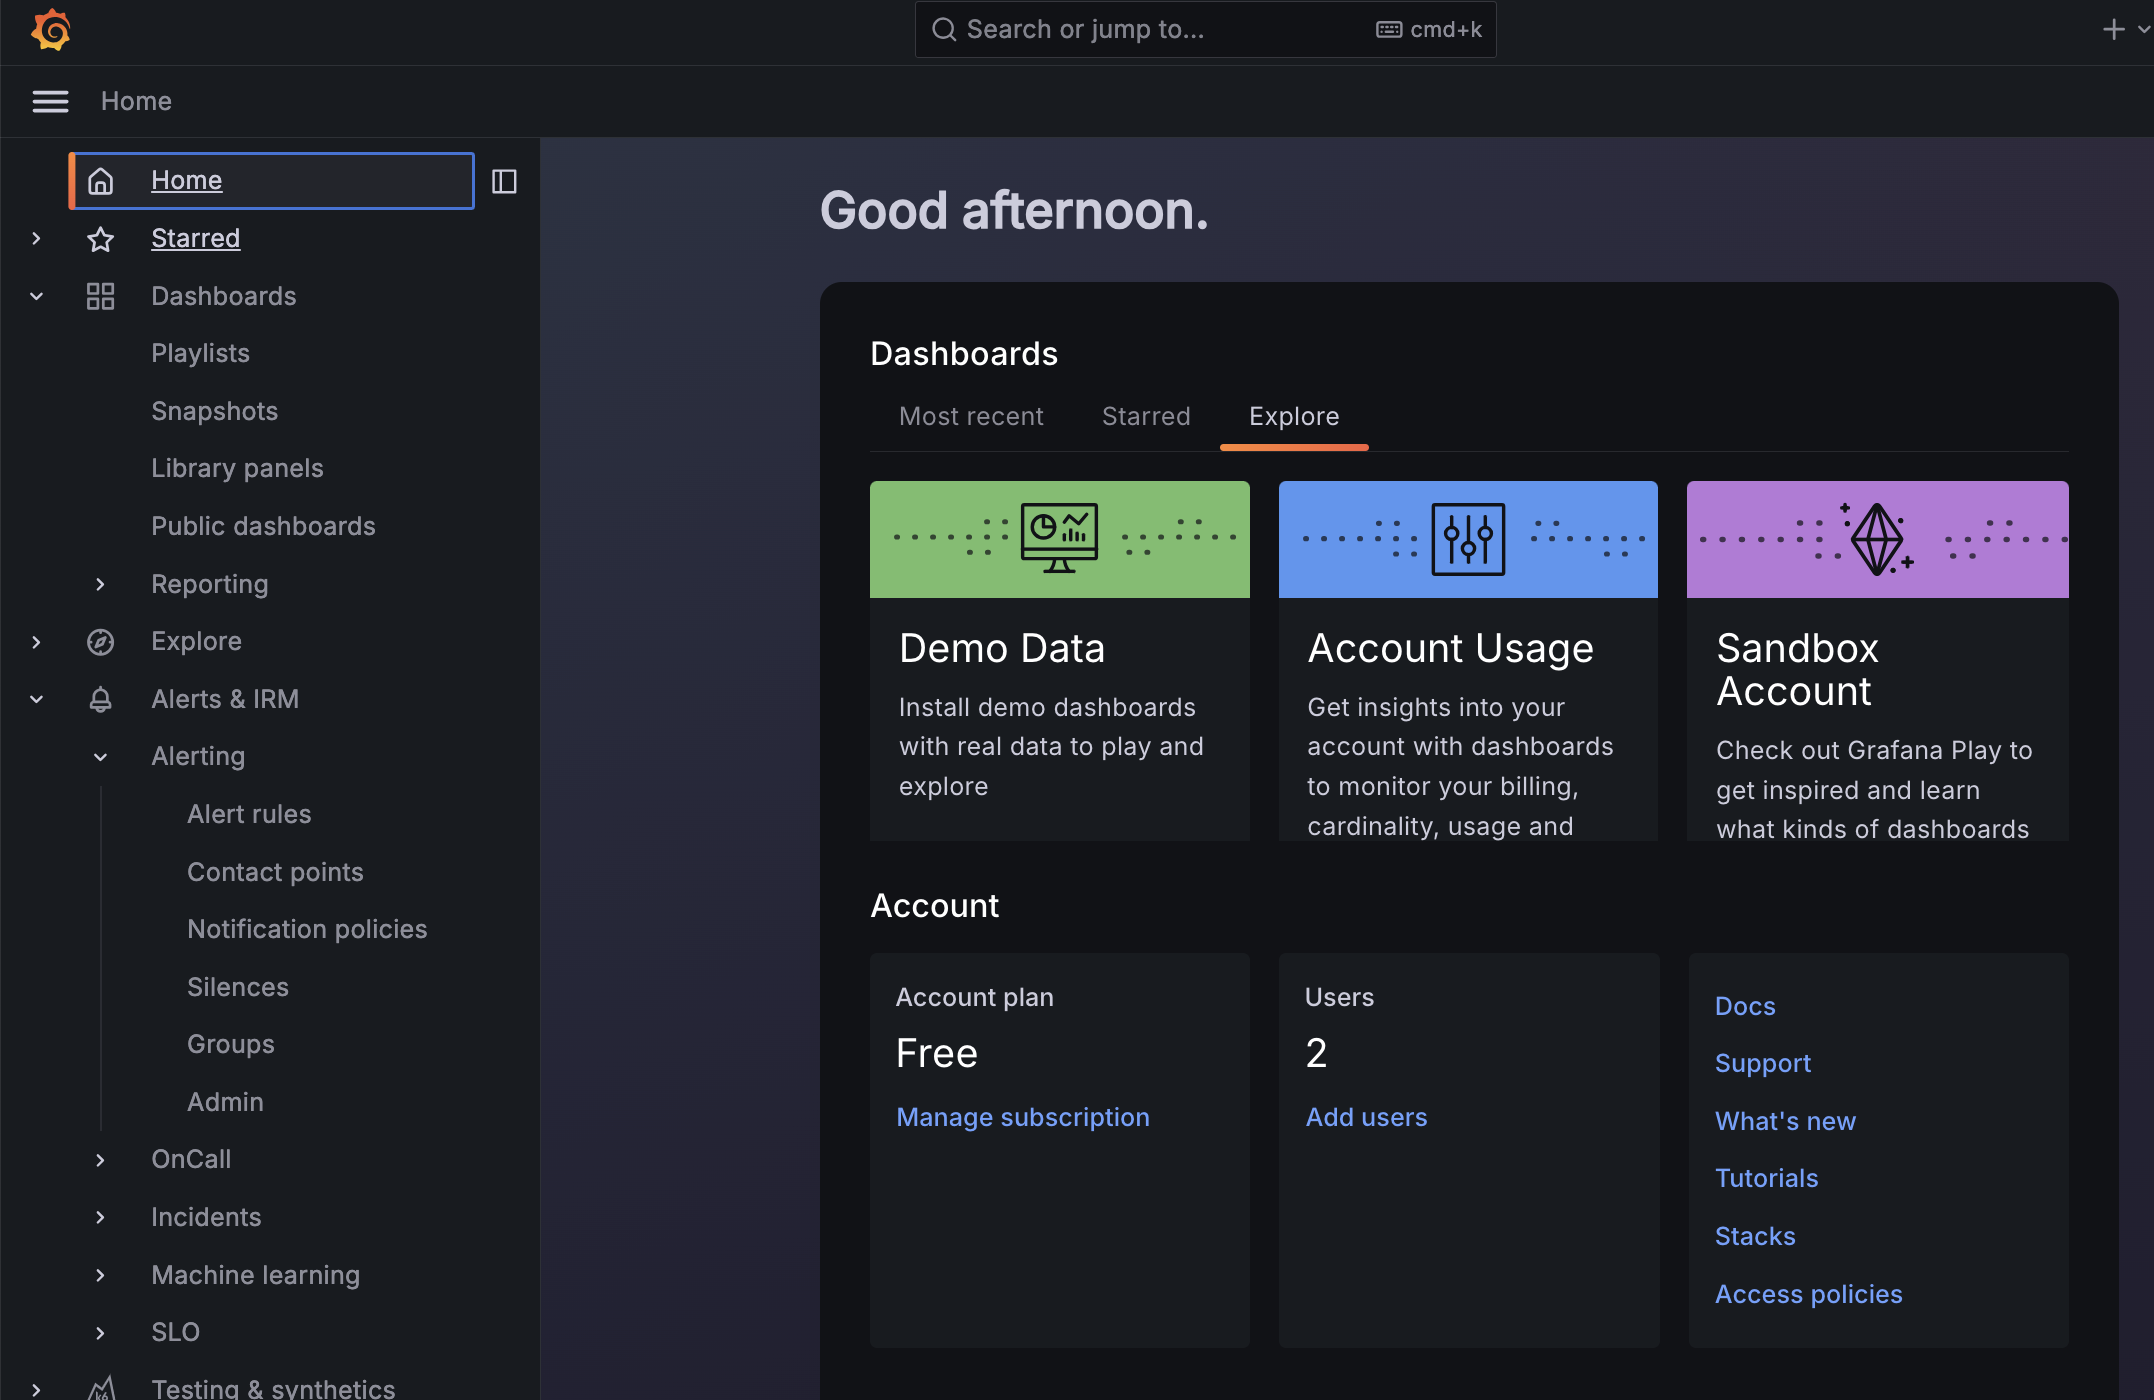 Search or jump to...
cmd+k
Home
Home
Starred
Dashboards
Playlists
Snapshots
Library panels
Public dashboards
Reporting
Explore
Alerts & IRM
Alerting
Alert rules
Contact points
Notification policies
Silences
Groups
Admin
OnCall
Incidents
Machine learning
SLO
k6
Testing & synthetics
Good afternoon.
Dashboards
Most recent
Starred
Explore
Demo Data
Install demo dashboards
with real data to play and
explore
Account Usage
Get insights into your
account with dashboards
to monitor your billing,
cardinality, usage and
Sandbox
Account
Check out Grafana Play to
get inspired and learn
what kinds of dashboards
Account
Account plan
Free
Manage subscription
Users
2
Add users
Docs
Support
What's new
Tutorials
Stacks
Access policies